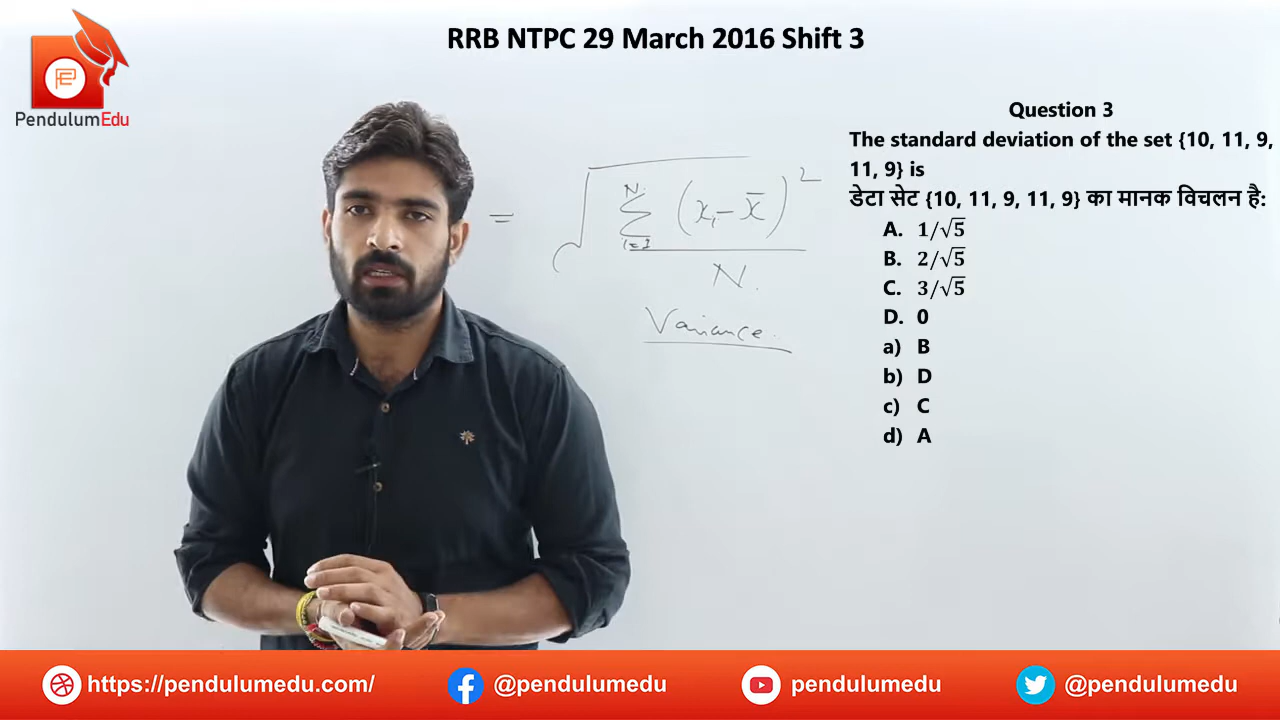 RRB NTPC 29 March 2016 Shift 3
PendulumEdu
Question 3
The standard deviation of the set {10, 11, 9,
11, 9} is
डेटा सेट {10, 11, 9, 11, 9} का मानक विचलन है:
A. 1/√5
B. 2/√5
C. 3/√5
D. 0
a) B
b) D
c) C
d) A
= √
N
Σ (xᵢ - x̄)²
i=1
N.
Variance.
https://pendulumedu.com/
@pendulumedu
pendulumedu
@pendulumedu